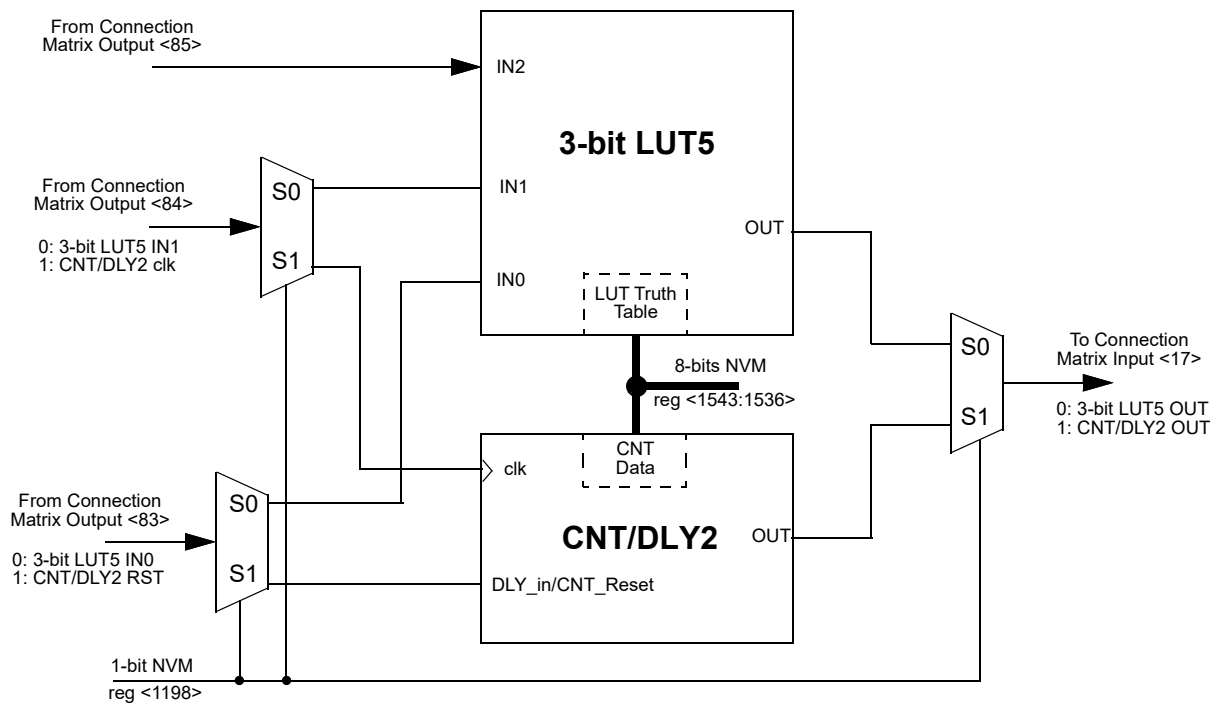 From Connection
Matrix Output <85>
IN2
3-bit LUT5
From Connection
Matrix Output <84>
S0
IN1
0: 3-bit LUT5 IN1
1: CNT/DLY2 clk
S1
OUT
IN0
LUT Truth
Table
8-bits NVM
reg <1543:1536>
S0
S1
To Connection
Matrix Input <17>
0: 3-bit LUT5 OUT
1: CNT/DLY2 OUT
CNT
Data
clk
From Connection
Matrix Output <83>
S0
0: 3-bit LUT5 IN0
1: CNT/DLY2 RST
S1
CNT/DLY2
OUT
DLY_in/CNT_Reset
1-bit NVM
reg <1198>